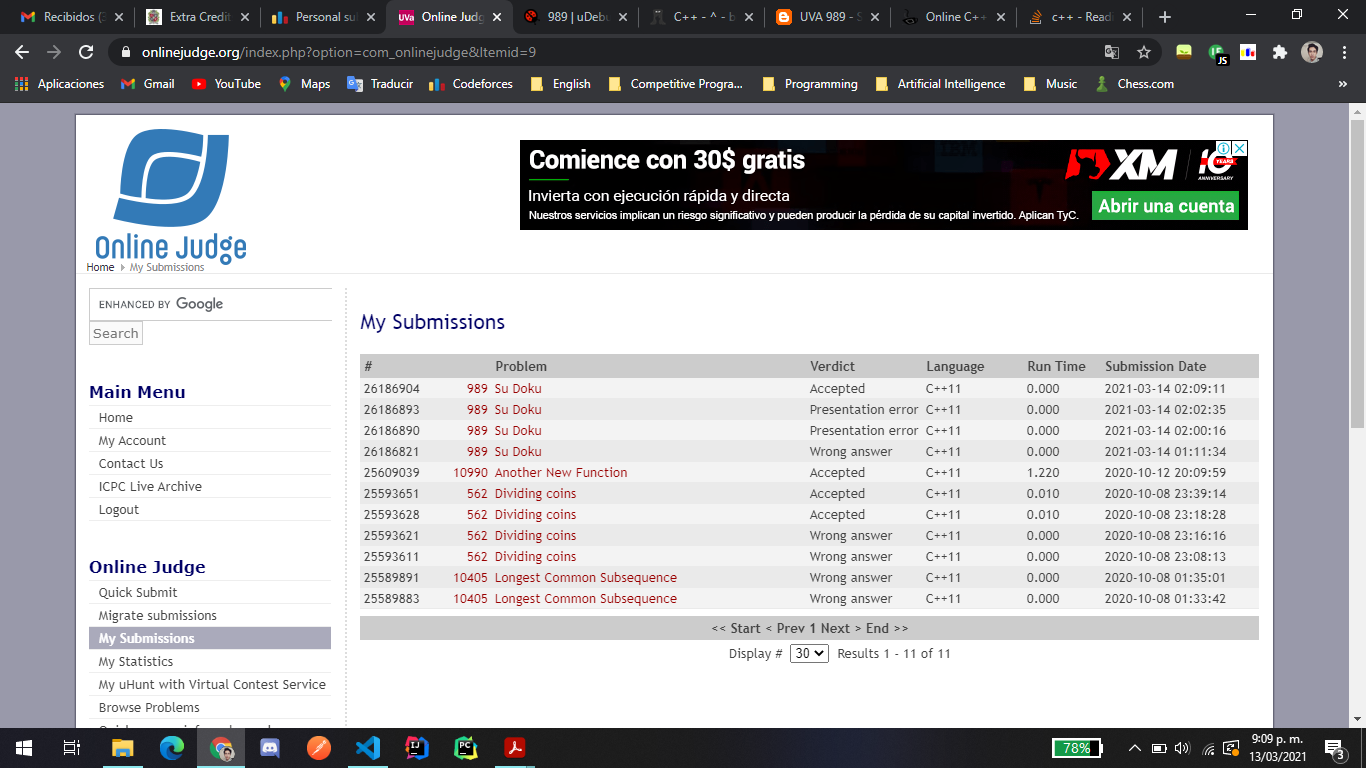 Recibidos (3
Extra Credit
Personal su
Online Judg
989 | uDebu
C++ - ^ - b
UVA 989 - S
Online C++
c++ - Readi
onlinejudge.org/index.php?option=com_onlinejudge&Itemid=9
Aplicaciones Gmail YouTube Maps Traducir Codeforces English Competitive Progra... Programming Artificial Intelligence Music Chess.com »
Online Judge
Comience con 30$ gratis
Invierta con ejecución rápida y directa
Nuestros servicios implican un riesgo significativo y pueden producir la pérdida de su capital invertido. Aplican TyC.
XM 10 YEARS ANNIVERSARY
Abrir una cuenta
Home My Submissions
ENHANCED BY Google
Search
Main Menu
Home
My Account
Contact Us
ICPC Live Archive
Logout
Online Judge
Quick Submit
Migrate submissions
My Submissions
My Statistics
My uHunt with Virtual Contest Service
Browse Problems
My Submissions
# Problem Verdict Language Run Time Submission Date
26186904 989 Su Doku Accepted C++11 0.000 2021-03-14 02:09:11
26186893 989 Su Doku Presentation error C++11 0.000 2021-03-14 02:02:35
26186890 989 Su Doku Presentation error C++11 0.000 2021-03-14 02:00:16
26186821 989 Su Doku Wrong answer C++11 0.000 2021-03-14 01:11:34
25609039 10990 Another New Function Accepted C++11 1.220 2020-10-12 20:09:59
25593651 562 Dividing coins Accepted C++11 0.010 2020-10-08 23:39:14
25593628 562 Dividing coins Accepted C++11 0.010 2020-10-08 23:18:28
25593621 562 Dividing coins Wrong answer C++11 0.000 2020-10-08 23:16:16
25593611 562 Dividing coins Wrong answer C++11 0.000 2020-10-08 23:08:13
25589891 10405 Longest Common Subsequence Wrong answer C++11 0.000 2020-10-08 01:35:01
25589883 10405 Longest Common Subsequence Wrong answer C++11 0.000 2020-10-08 01:33:42
<< Start < Prev 1 Next > End >>
Display # 30 Results 1 - 11 of 11
78%
9:09 p. m.
13/03/2021
3